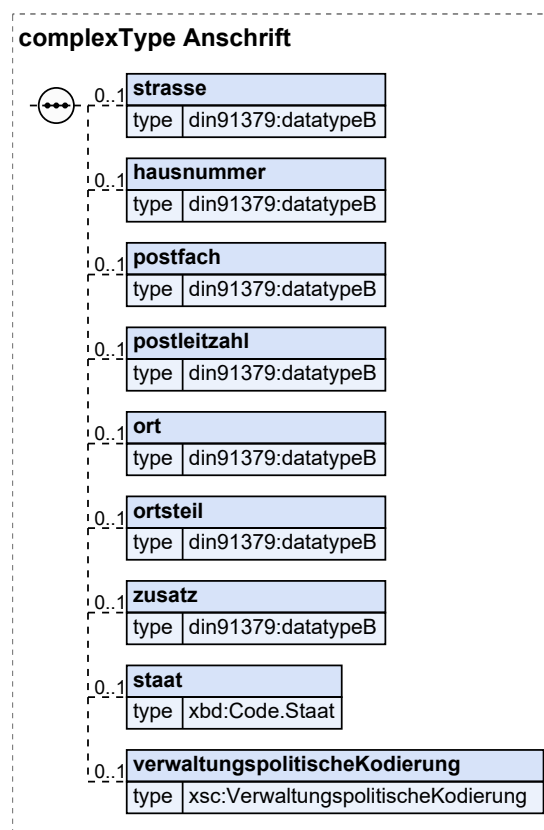 complexType Anschrift
0..1 strasse
type din91379:datatypeB
0..1 hausnummer
type din91379:datatypeB
0..1 postfach
type din91379:datatypeB
0..1 postleitzahl
type din91379:datatypeB
0..1 ort
type din91379:datatypeB
0..1 ortsteil
type din91379:datatypeB
0..1 zusatz
type din91379:datatypeB
0..1 staat
type xbd:Code.Staat
0..1 verwaltungspolitischeKodierung
type xsc:VerwaltungspolitischeKodierung